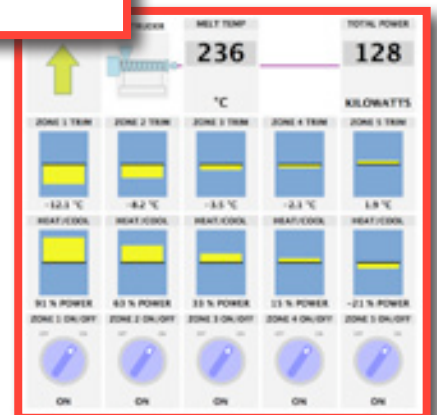 MELT TEMP
TOTAL POWER
236
128
°C
KILOWATTS
ZONE 1 TRIM
ZONE 2 TRIM
ZONE 3 TRIM
ZONE 4 TRIM
ZONE 5 TRIM
-12.1 °C
-8.2 °C
-3.5 °C
-2.1 °C
1.9 °C
HEAT/COOL
HEAT/COOL
HEAT/COOL
HEAT/COOL
HEAT/COOL
91 % POWER
63 % POWER
33 % POWER
15 % POWER
-21 % POWER
ZONE 1 ON/OFF
ZONE 2 ON/OFF
ZONE 3 ON/OFF
ZONE 4 ON/OFF
ZONE 5 ON/OFF
ON
ON
ON
ON
ON